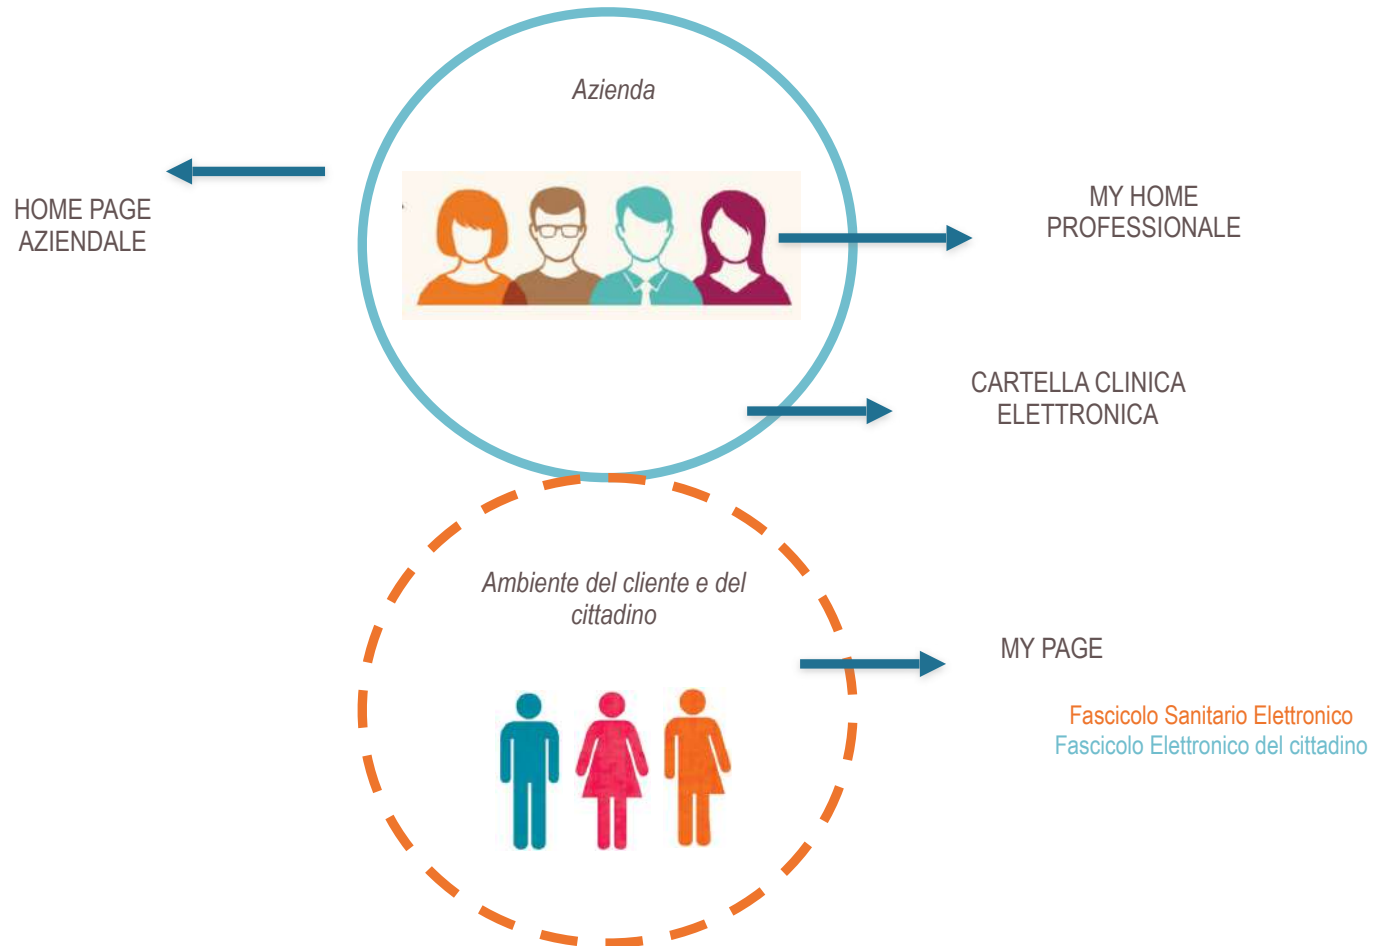 Azienda
HOME PAGE
AZIENDALE
MY HOME
PROFESSIONALE
CARTELLA CLINICA
ELETTRONICA
Ambiente del cliente e del
cittadino
MY PAGE
Fascicolo Sanitario Elettronico
Fascicolo Elettronico del cittadino